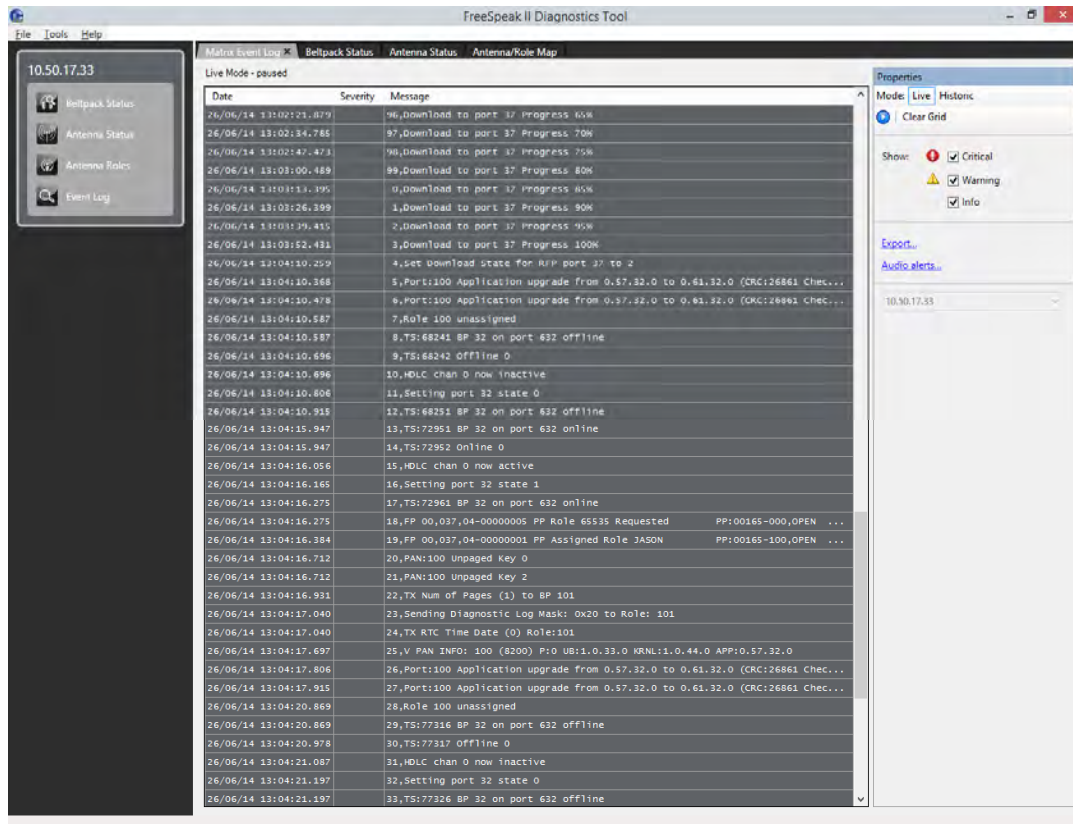 FreeSpeak II Diagnostics Tool
File Tools Help
10.50.17.33
Beltpack Status
Antenna Status
Antenna Roles
Event Log
Matrix Event Log Beltpack Status Antenna Status Antenna/Role Map
Live Mode - paused
Date Severity Message
26/06/14 13:02:21.879 96,Download to port 37 Progress 65%
26/06/14 13:02:34.785 97,Download to port 37 Progress 70%
26/06/14 13:02:47.473 98,Download to port 37 Progress 75%
26/06/14 13:03:00.489 99,Download to port 37 Progress 80%
26/06/14 13:03:13.395 0,Download to port 37 Progress 85%
26/06/14 13:03:26.399 1,Download to port 37 Progress 90%
26/06/14 13:03:39.415 2,Download to port 37 Progress 95%
26/06/14 13:03:52.431 3,Download to port 37 Progress 100%
26/06/14 13:04:10.259 4,Set Download State for RFP port 37 to 2
26/06/14 13:04:10.368 5,Port:100 Application upgrade from 0.57.32.0 to 0.61.32.0 (CRC:26861 Chec...
26/06/14 13:04:10.478 6,Port:100 Application upgrade from 0.57.32.0 to 0.61.32.0 (CRC:26861 Chec...
26/06/14 13:04:10.587 7,Role 100 unassigned
26/06/14 13:04:10.587 8,TS:68241 BP 32 on port 632 offline
26/06/14 13:04:10.696 9,TS:68242 Offline 0
26/06/14 13:04:10.696 10,HDLC chan 0 now inactive
26/06/14 13:04:10.806 11,Setting port 32 state 0
26/06/14 13:04:10.915 12,TS:68251 BP 32 on port 632 offline
26/06/14 13:04:15.947 13,TS:72951 BP 32 on port 632 online
26/06/14 13:04:15.947 14,TS:72952 Online 0
26/06/14 13:04:16.056 15,HDLC chan 0 now active
26/06/14 13:04:16.165 16,Setting port 32 state 1
26/06/14 13:04:16.275 17,TS:72961 BP 32 on port 632 online
26/06/14 13:04:16.275 18,FP 00,037,04-00000005 PP Role 65535 Requested PP:00165-000,OPEN ...
26/06/14 13:04:16.384 19,FP 00,037,04-00000001 PP Assigned Role JASON PP:00165-100,OPEN ...
26/06/14 13:04:16.712 20,PAN:100 Unpaged Key 0
26/06/14 13:04:16.712 21,PAN:100 Unpaged Key 2
26/06/14 13:04:16.931 22,TX Num of Pages (1) to BP 101
26/06/14 13:04:17.040 23,Sending Diagnostic Log Mask: 0x20 to Role: 101
26/06/14 13:04:17.040 24,TX RTC Time Date (0) Role:101
26/06/14 13:04:17.697 25,V PAN INFO: 100 (8200) P:0 UB:1.0.33.0 KRNL:1.0.44.0 APP:0.57.32.0
26/06/14 13:04:17.806 26,Port:100 Application upgrade from 0.57.32.0 to 0.61.32.0 (CRC:26861 Chec...
26/06/14 13:04:17.915 27,Port:100 Application upgrade from 0.57.32.0 to 0.61.32.0 (CRC:26861 Chec...
26/06/14 13:04:20.869 28,Role 100 unassigned
26/06/14 13:04:20.869 29,TS:77316 BP 32 on port 632 offline
26/06/14 13:04:20.978 30,TS:77317 Offline 0
26/06/14 13:04:21.087 31,HDLC chan 0 now inactive
26/06/14 13:04:21.197 32,Setting port 32 state 0
26/06/14 13:04:21.197 33,TS:77326 BP 32 on port 632 offline
Properties
Mode: Live Historic
Clear Grid
Show: Critical
Warning
Info
Export...
Audio alerts...
10.50.17.33